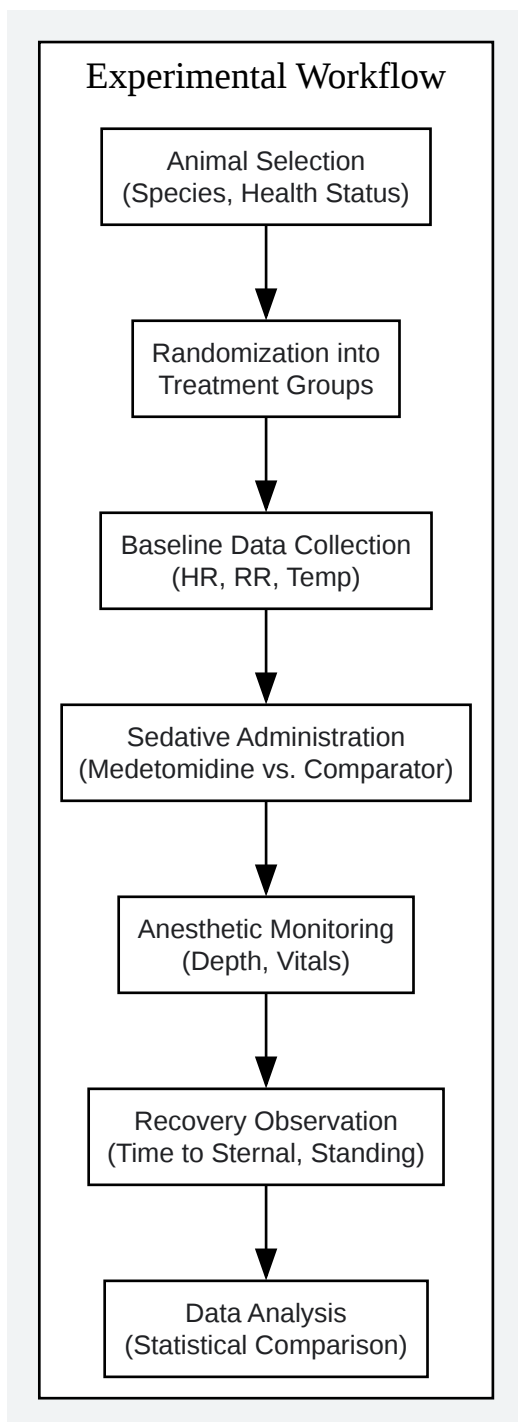 Experimental Workflow
Animal Selection
(Species, Health Status)
Randomization into
Treatment Groups
Baseline Data Collection
(HR, RR, Temp)
Sedative Administration
(Medetomidine vs. Comparator)
Anesthetic Monitoring
(Depth, Vitals)
Recovery Observation
(Time to Sternal, Standing)
Data Analysis
(Statistical Comparison)